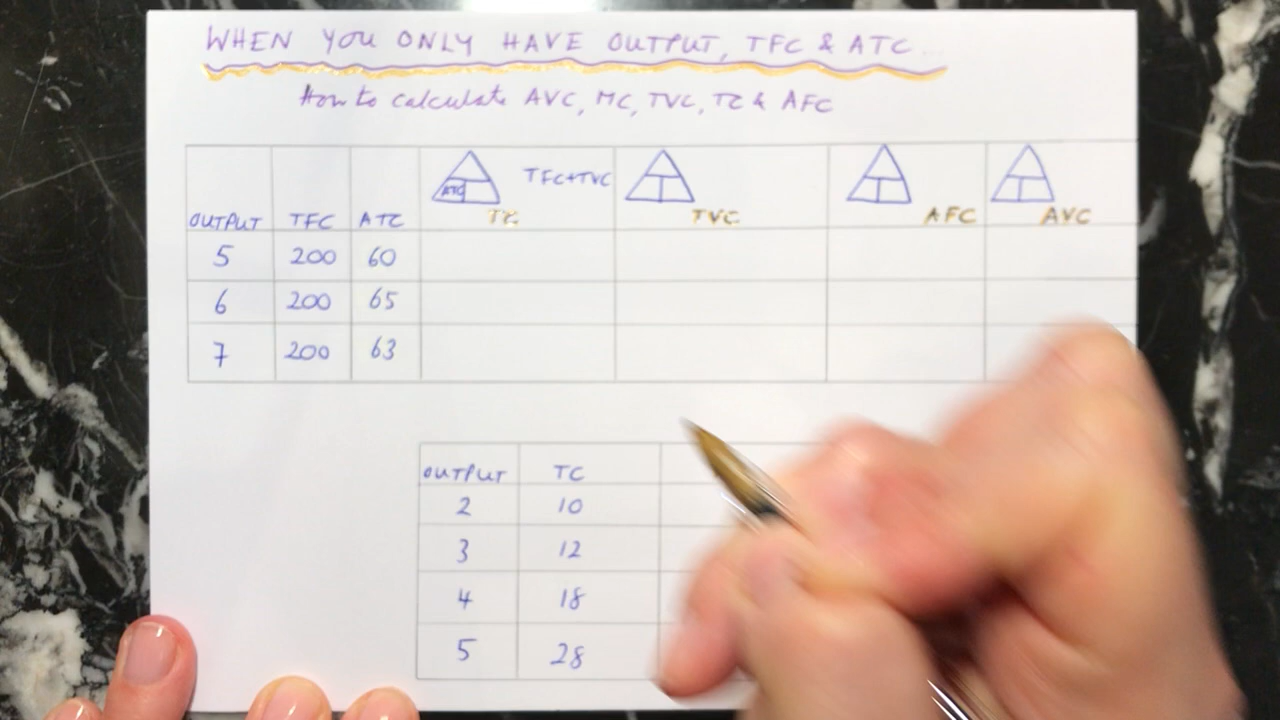 WHEN YOU ONLY HAVE OUTPUT, TFC & ATC
How to calculate AVC, MC, TVC, TC & AFC
OUTPUT TFC ATC ATC TFC+TVC TC TVC AFC AVC
5 200 60
6 200 65
7 200 63
OUTPUT TC
2 10
3 12
4 18
5 28